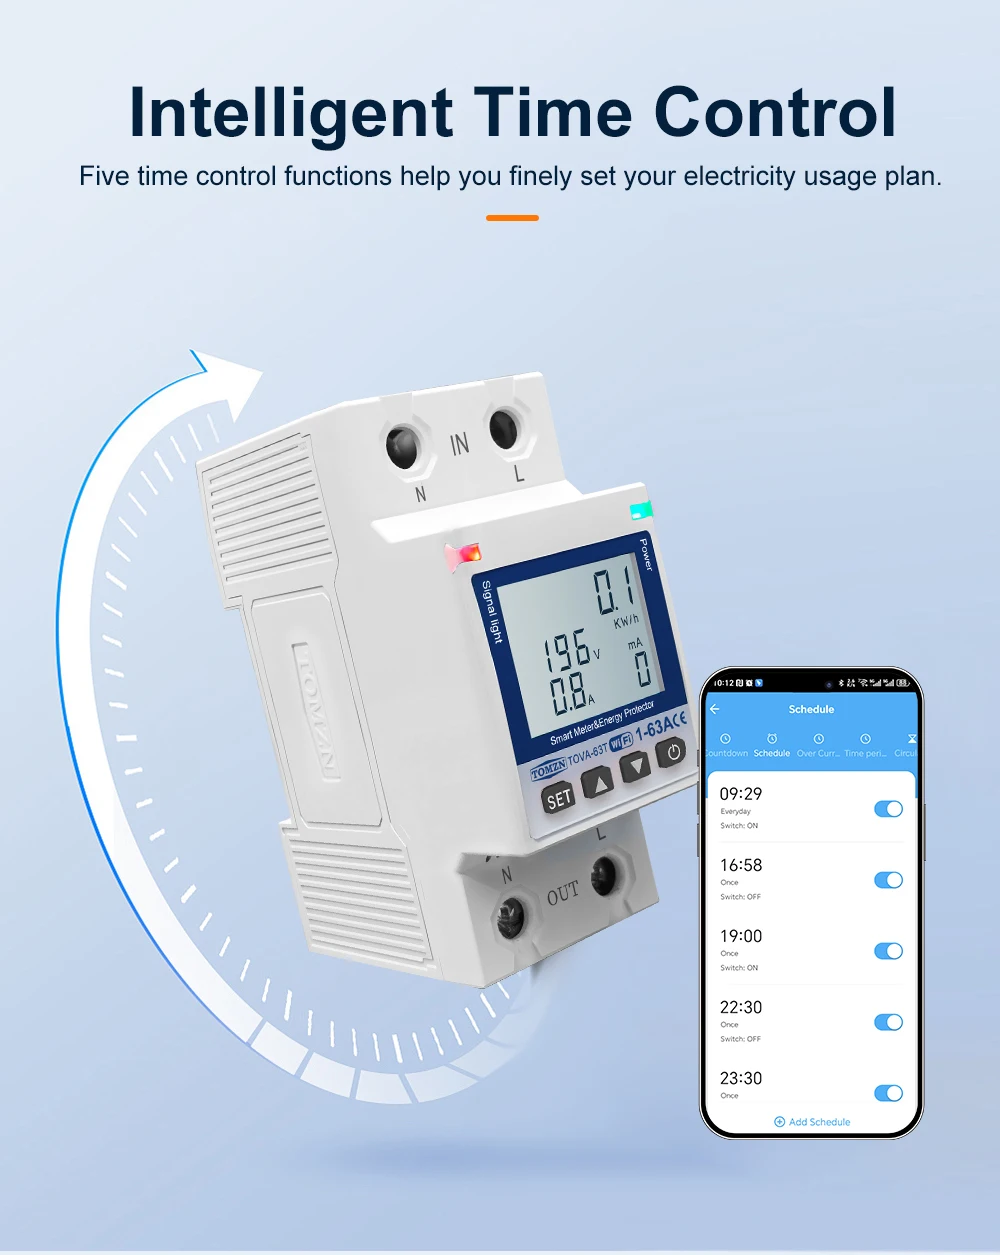 Intelligent Time Control
Five time control functions help you finely set your electricity usage plan.
IN
N
L
Signal light
Power
0.1
KW/h
196 V
mA
0.8 A
0
Smart Meter&Energy Protector
TOMZN TOVA-63T WiFi 1-63A CE
SET
TOMZN
L
N
OUT
10:12
Schedule
ountdown Schedule Over Curr... Time peri... Circul
09:29
Everyday
Switch: ON
16:58
Once
Switch: OFF
19:00
Once
Switch: ON
22:30
Once
Switch: OFF
23:30
Once
Add Schedule